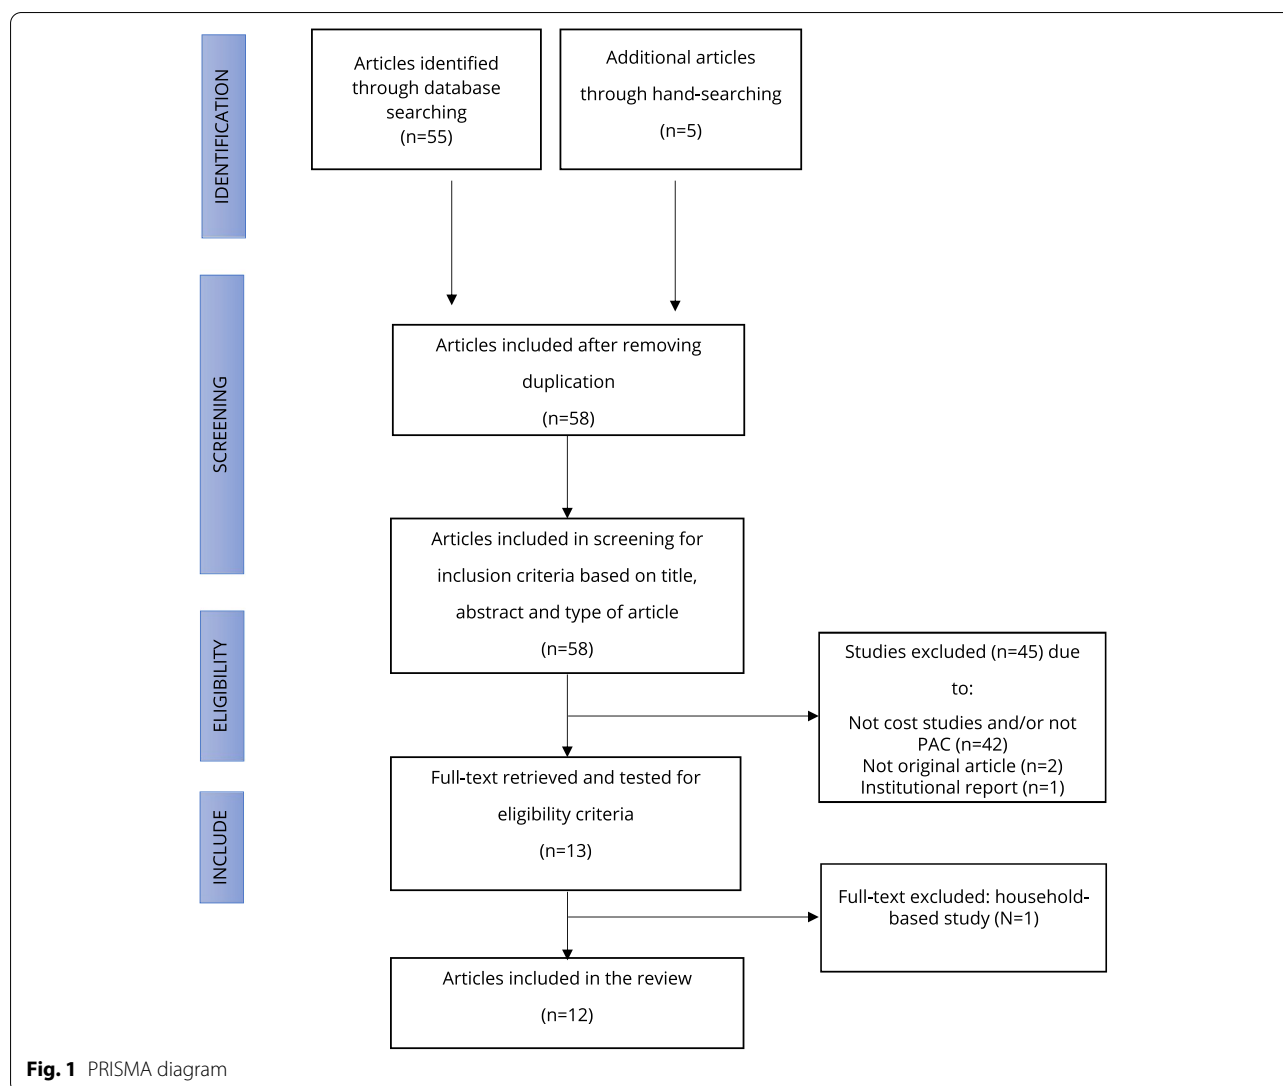 IDENTIFICATION
Articles identified
through database
searching
(n=55)
Additional articles
through hand-searching
(n=5)
SCREENING
Articles included after removing
duplication
(n=58)
Articles included in screening for
inclusion criteria based on title,
abstract and type of article
(n=58)
ELIGIBILITY
Studies excluded (n=45) due
to:
Not cost studies and/or not
PAC (n=42)
Not original article (n=2)
Institutional report (n=1)
Full-text retrieved and tested for
eligibility criteria
(n=13)
INCLUDE
Full-text excluded: household-
based study (N=1)
Articles included in the review
(n=12)
Fig. 1 PRISMA diagram